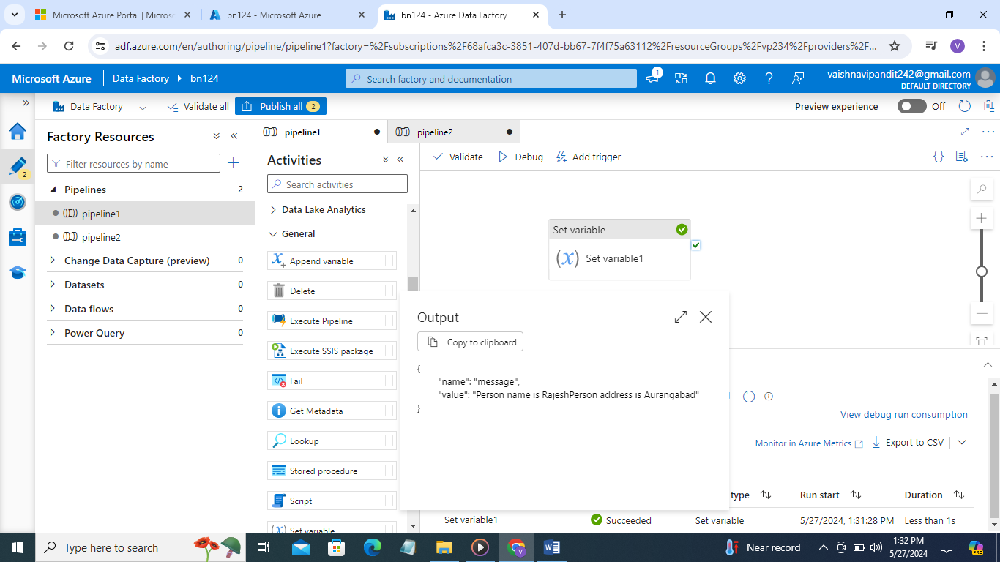 Microsoft Azure Portal | Micros
bn124 - Microsoft Azure
bn124 - Azure Data Factory
adf.azure.com/en/authoring/pipeline/pipeline1?factory=%2Fsubscriptions%2F68afca3c-3851-407d-bb67-7f4f75a63112%2FresourceGroups%2Fvp234%2Fproviders%2F...
V
Microsoft Azure
Data Factory
bn124
Search factory and documentation
1
vaishnavipandit242@gmail.com
DEFAULT DIRECTORY
Data Factory
Validate all
Publish all 2
Preview experience
Off
2
Factory Resources
Filter resources by name
Pipelines 2
pipeline1
pipeline2
Change Data Capture (preview) 0
Datasets 0
Data flows 0
Power Query 0
pipeline1
pipeline2
Activities
Search activities
Data Lake Analytics
General
Append variable
Delete
Execute Pipeline
Execute SSIS package
Fail
Get Metadata
Lookup
Stored procedure
Script
Set variable
Validate
Debug
Add trigger
Set variable
(x) Set variable1
Output
Copy to clipboard
{
"name": "message",
"value": "Person name is RajeshPerson address is Aurangabad"
}
View debug run consumption
Monitor in Azure Metrics
Export to CSV
type
Run start
Duration
Set variable1
Succeeded
Set variable
5/27/2024, 1:31:28 PM
Less than 1s
Type here to search
V
Near record
1:32 PM
5/27/2024
PRE